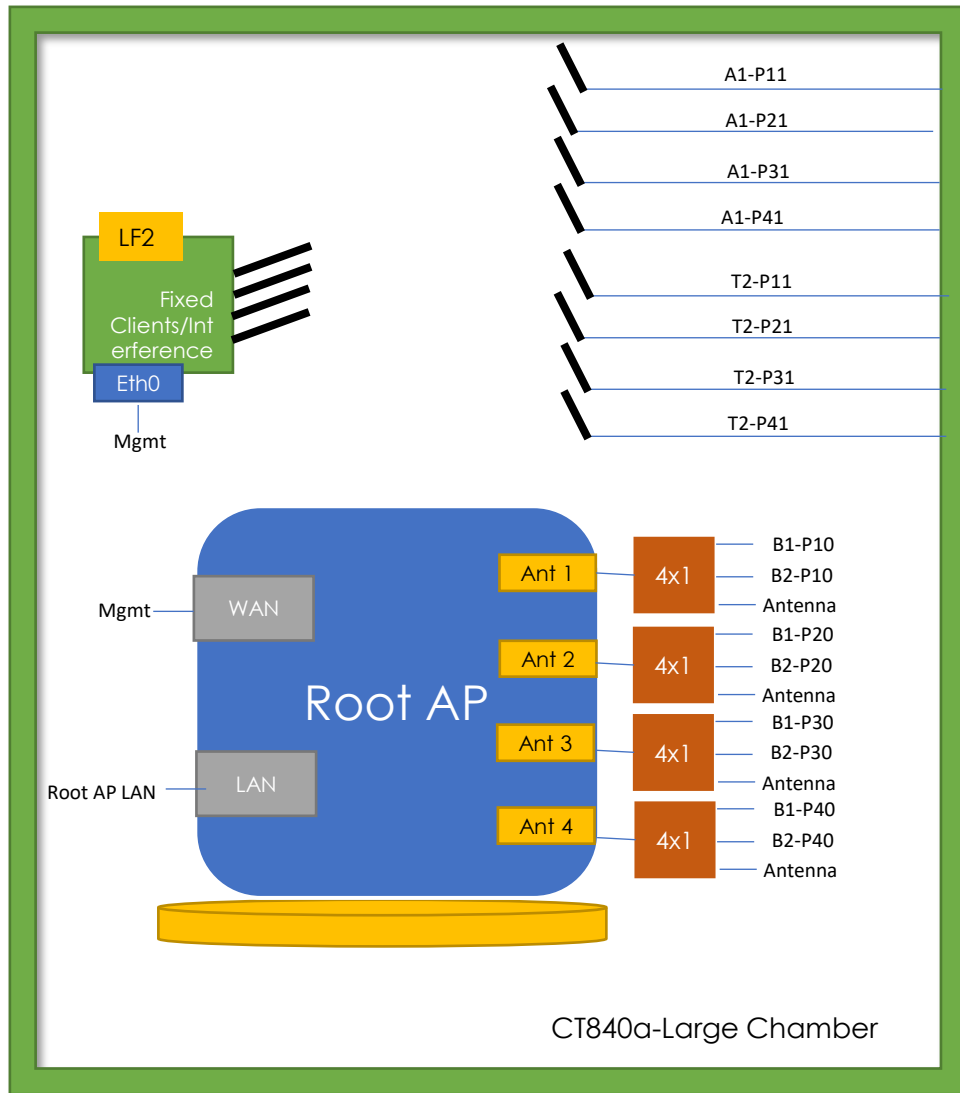 A1-P11
A1-P21
A1-P31
A1-P41
T2-P11
T2-P21
T2-P31
T2-P41
LF2
Fixed
Clients/Int
erference
Eth0
Mgmt
Root AP
WAN
Mgmt
LAN
Root AP LAN
Ant 1
4x1
B1-P10
B2-P10
Antenna
Ant 2
4x1
B1-P20
B2-P20
Antenna
Ant 3
4x1
B1-P30
B2-P30
Antenna
Ant 4
4x1
B1-P40
B2-P40
Antenna
CT840a-Large Chamber